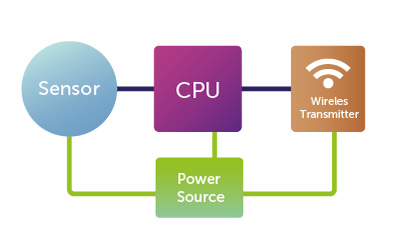 Sensor
CPU
Wireles
Transmitter
Power
Source